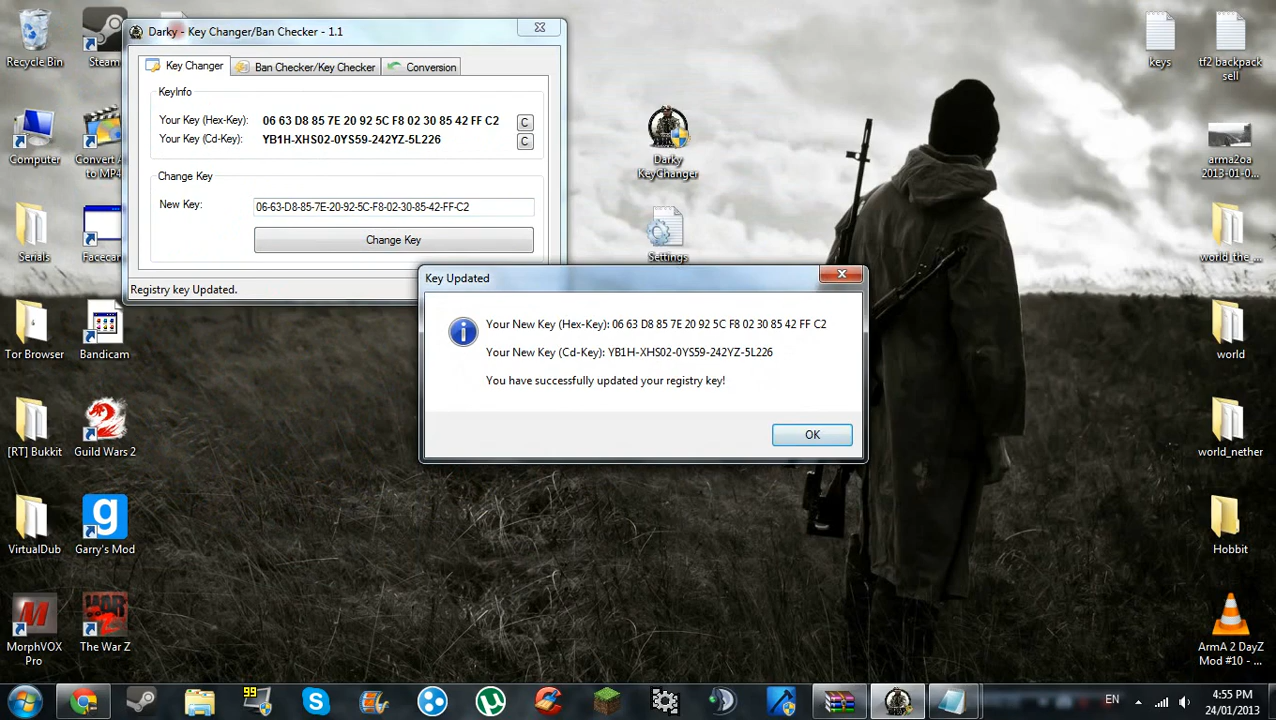 Darky - Key Changer/Ban Checker - 1.1
Key Changer
Ban Checker/Key Checker
Conversion
KeyInfo
Your Key (Hex-Key): 06 63 D8 85 7E 20 92 5C F8 02 30 85 42 FF C2
C
Your Key (Cd-Key): YB1H-XHS02-0YS59-242YZ-5L226
C
Change Key
New Key: 06-63-D8-85-7E-20-92-5C-F8-02-30-85-42-FF-C2
Change Key
Registry key Updated.
Key Updated
Your New Key (Hex-Key): 06 63 D8 85 7E 20 92 5C F8 02 30 85 42 FF C2
Your New Key (Cd-Key): YB1H-XHS02-0YS59-242YZ-5L226
You have successfully updated your registry key!
OK
Recycle Bin
Steam
Computer
Convert A
to MP4
Serials
Facecam
Tor Browser
Bandicam
[RT] Bukkit
Guild Wars 2
VirtualDub
Garry's Mod
MorphVOX
Pro
The War Z
WAR
Darky
KeyChanger
Settings
keys
tf2 backpack
sell
arma2oa
2013-01-0...
world_the_...
world
world_nether
Hobbit
ArmA 2 DayZ
Mod #10 - ...
99
EN
4:55 PM
24/01/2013